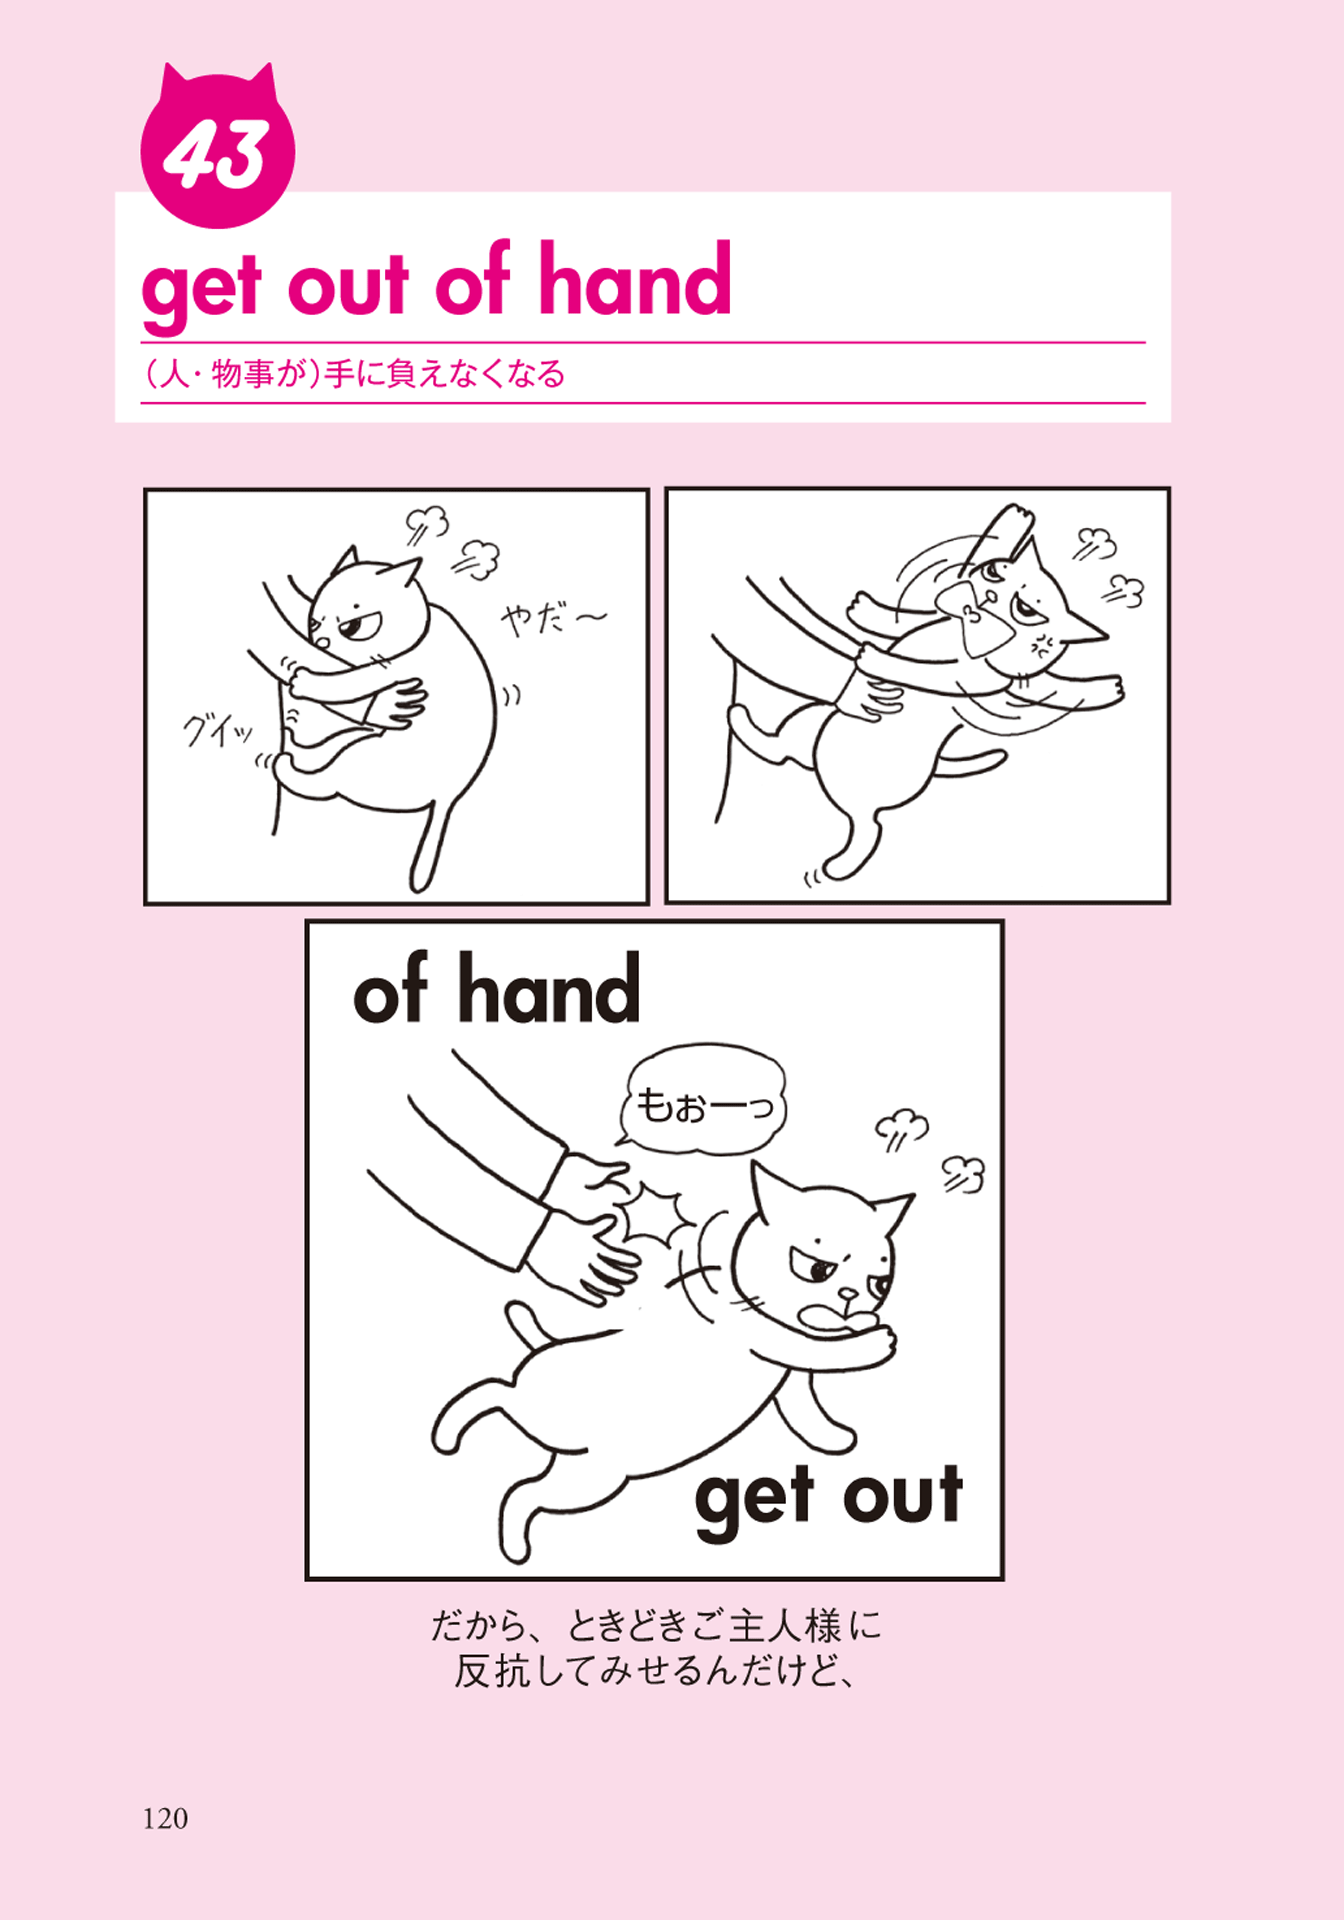 43
get out of hand
（人・物事が）手に負えなくなる
やだ〜
グイッ
of hand
もぉーっ
get out
だから、ときどきご主人様に
反抗してみせるんだけど、
120